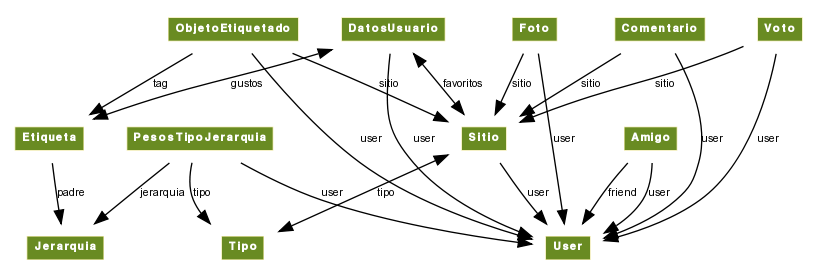 ObjetoEtiquetado
DatosUsuario
Foto
Comentario
Voto
tag
gustos
sitio
favoritos
sitio
sitio
sitio
Etiqueta
PesosTipoJerarquia
user
user
Sitio
user
Amigo
user
user
padre
jerarquia
tipo
user
tipo
user
friend
user
Jerarquia
Tipo
User